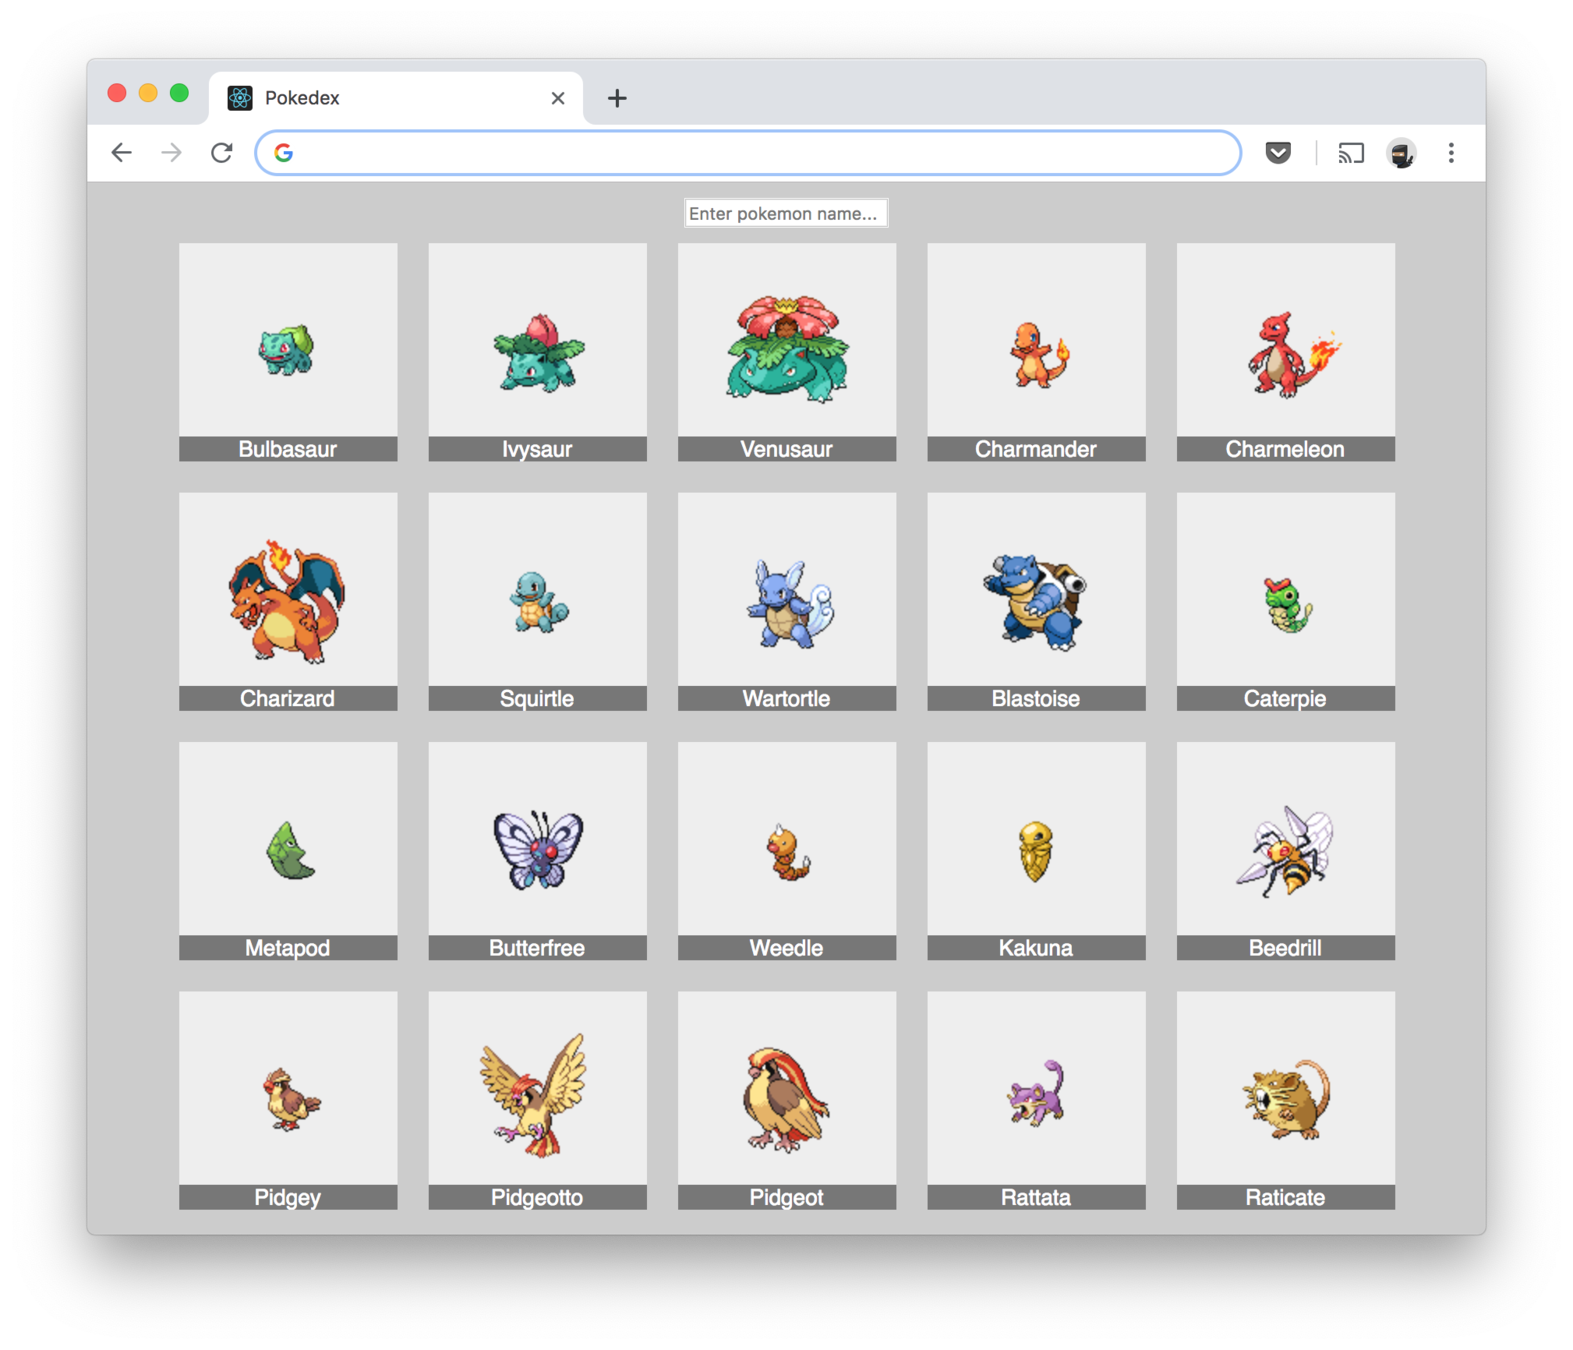 Pokedex
Enter pokemon name...
Bulbasaur
Ivysaur
Venusaur
Charmander
Charmeleon
Charizard
Squirtle
Wartortle
Blastoise
Caterpie
Metapod
Butterfree
Weedle
Kakuna
Beedrill
Pidgey
Pidgeotto
Pidgeot
Rattata
Raticate